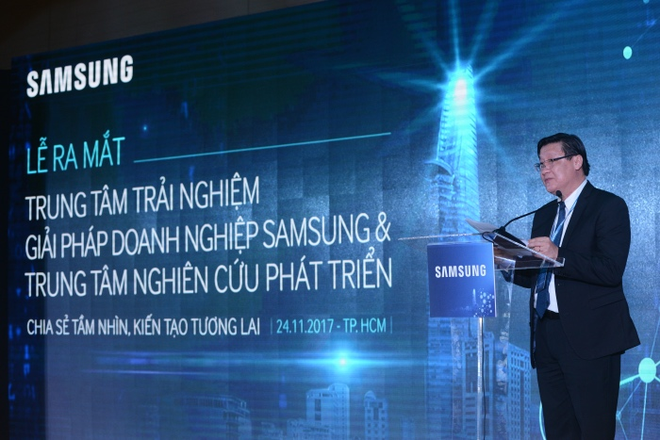 SAMSUNG
LỄ RA MẮT
TRUNG TÂM TRẢI NGHIỆM
GIẢI PHÁP DOANH NGHIỆP SAMSUNG &
TRUNG TÂM NGHIÊN CỨU PHÁT TRIỂN
CHIA SẺ TẦM NHÌN, KIẾN TẠO TƯƠNG LAI | 24.11.2017 - TP. HCM |
SAMSUNG